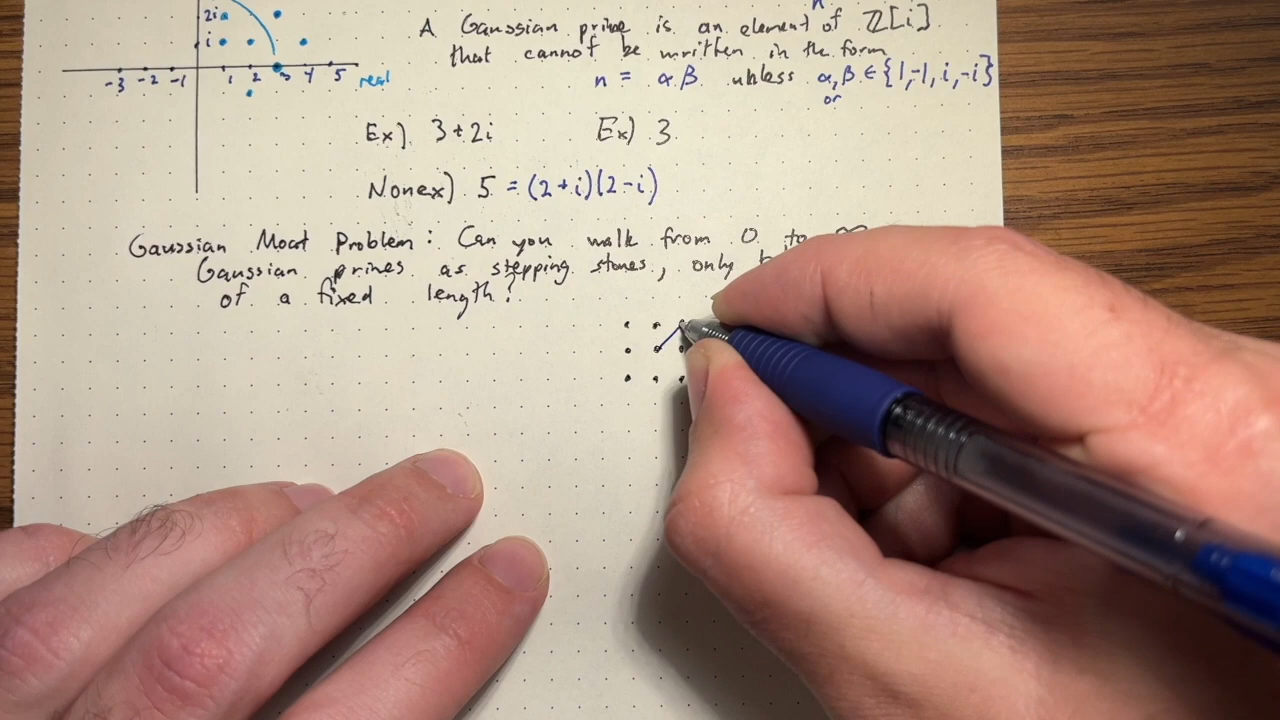 2i
i
-3 -2 -1 1 2 3 4 5 real
A Gaussian prime is an element n of ℤ[i]
that cannot be written in the form
n = α·β unless α, β ∈ {1,-1,i,-i}
or
Ex). 3+2i Ex) 3.
Nonex). 5 = (2+i)(2-i)
Gaussian Moat Problem: Can you walk from 0 to ∞
Gaussian primes as stepping stones, only
of a fixed length?